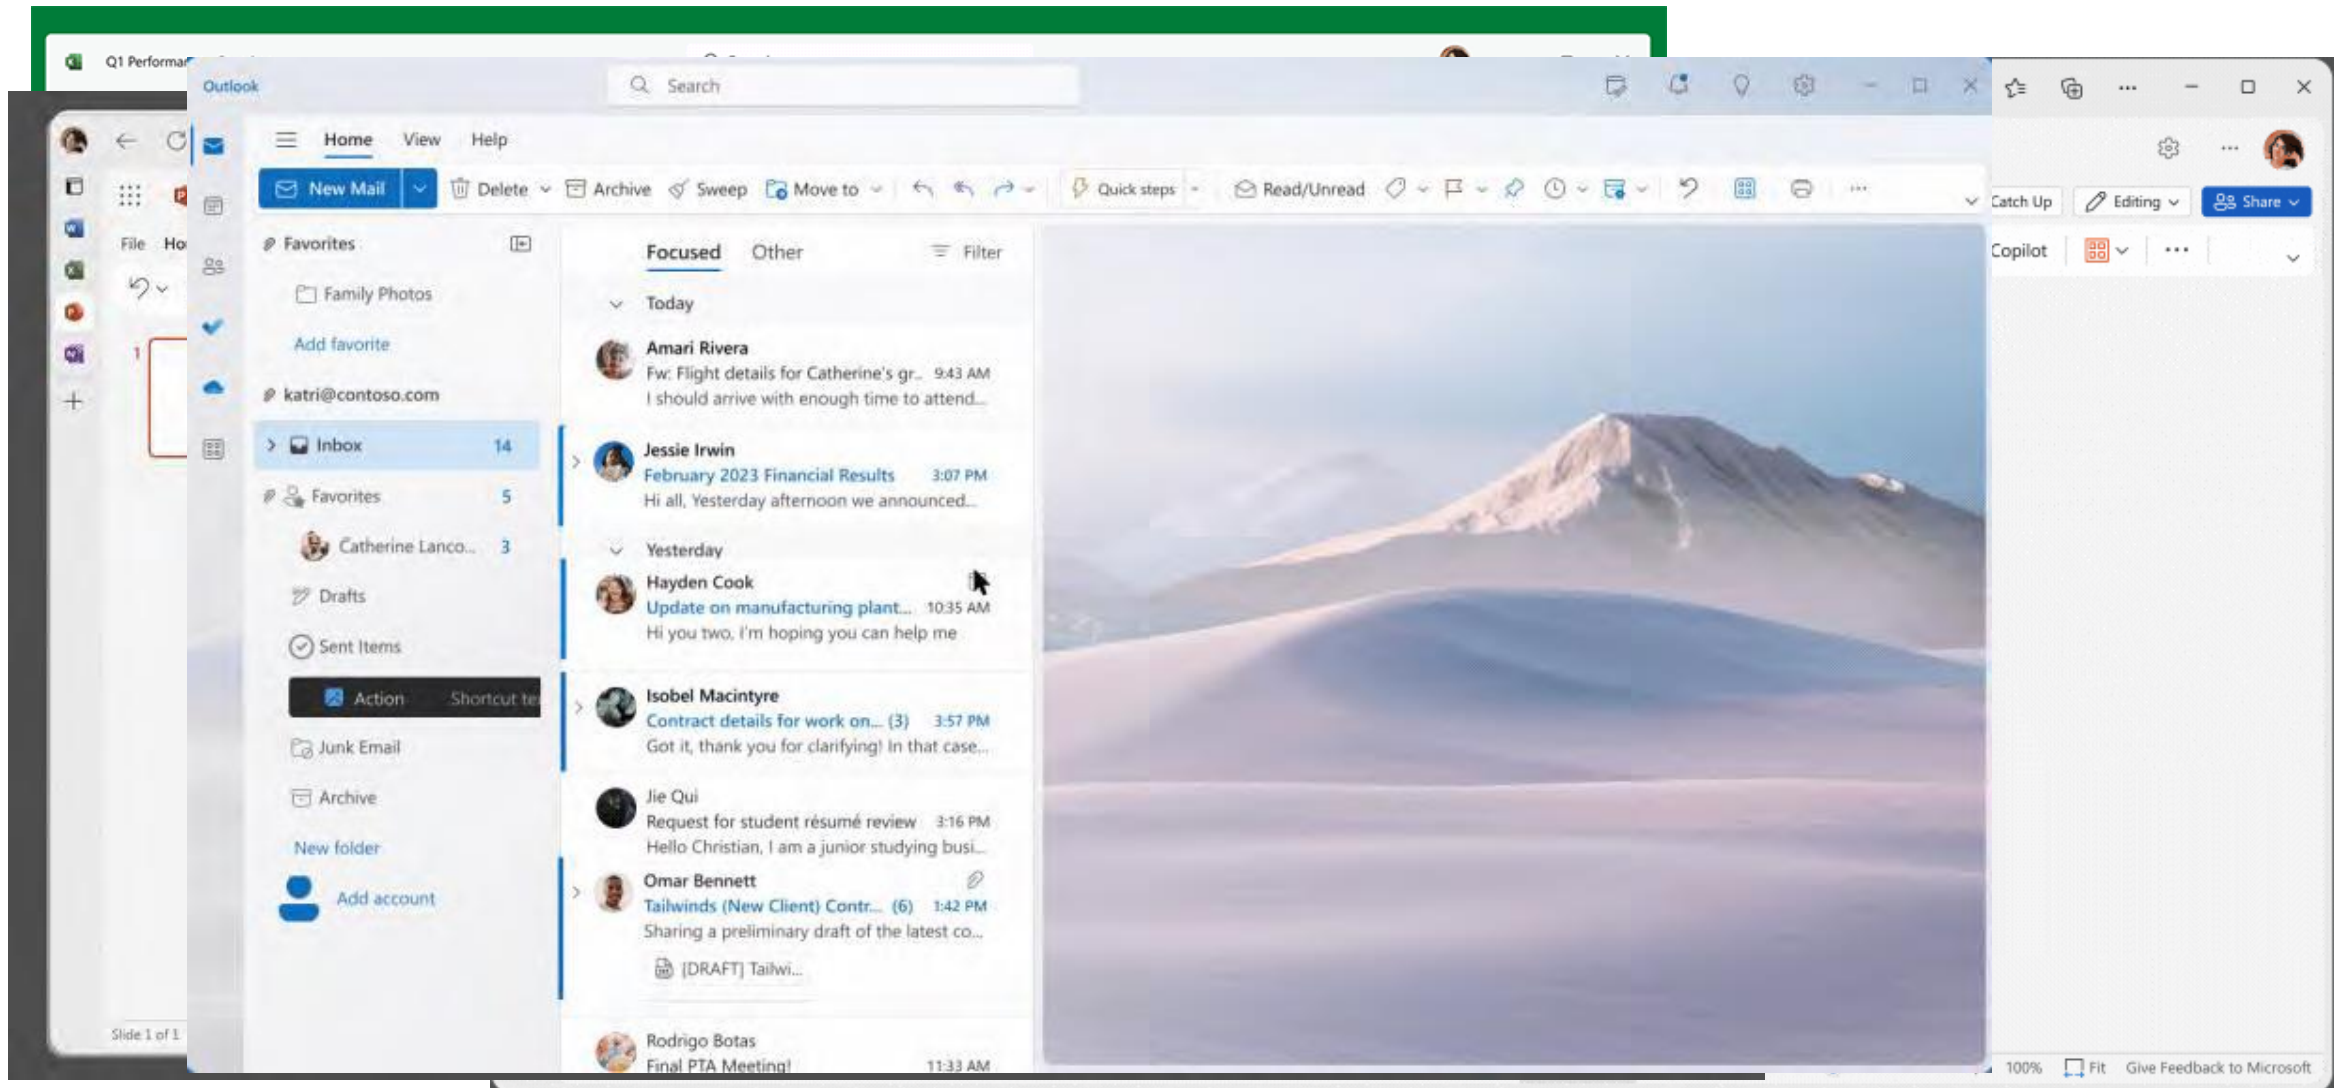 Q1 Performa
Outlook
Search
Home View Help
New Mail Delete Archive Sweep Move to Quick steps Read/Unread
Catch Up Editing Share
Copilot
File Ho
1
Slide 1 of 1
Favorites
Family Photos
Add favorite
katri@contoso.com
Inbox 14
Favorites 5
Catherine Lanco... 3
Drafts
Sent Items
Action Shortcut te
Junk Email
Archive
New folder
Add account
Focused Other Filter
Today
Amari Rivera
Fw: Flight details for Catherine's gr... 9:43 AM
I should arrive with enough time to attend...
Jessie Irwin
February 2023 Financial Results 3:07 PM
Hi all, Yesterday afternoon we announced...
Yesterday
Hayden Cook
Update on manufacturing plant... 10:35 AM
Hi you two, I'm hoping you can help me
Isobel Macintyre
Contract details for work on... (3) 3:57 PM
Got it, thank you for clarifying! In that case...
Jie Qui
Request for student résumé review 3:16 PM
Hello Christian, I am a junior studying busi...
Omar Bennett
Tailwinds (New Client) Contr... (6) 1:42 PM
Sharing a preliminary draft of the latest co...
[DRAFT] Tailwi...
Rodrigo Botas
Final PTA Meeting! 11:33 AM
100% Fit Give Feedback to Microsoft